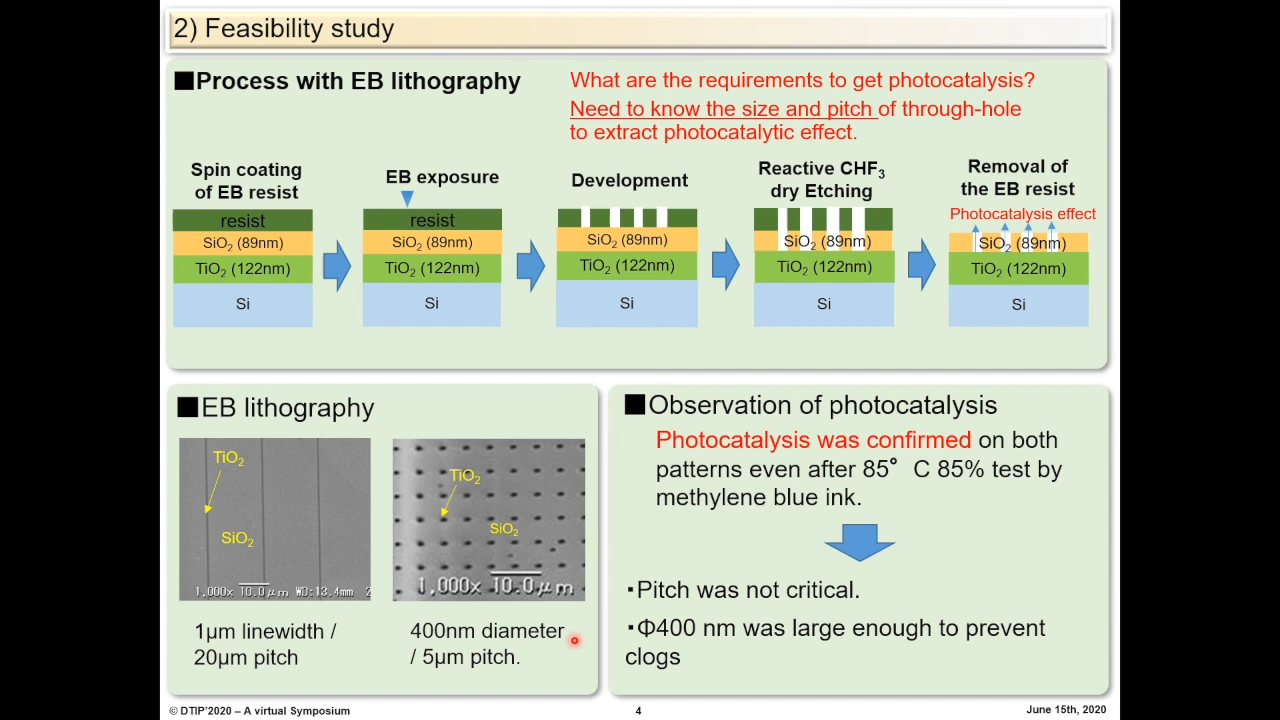 2) Feasibility study
■Process with EB lithography
What are the requirements to get photocatalysis?
Need to know the size and pitch of through-hole
to extract photocatalytic effect.
Spin coating
of EB resist
resist
SiO₂ (89nm)
TiO₂ (122nm)
Si
EB exposure
resist
SiO₂ (89nm)
TiO₂ (122nm)
Si
Development
SiO₂ (89nm)
TiO₂ (122nm)
Si
Reactive CHF₃
dry Etching
SiO₂ (89nm)
TiO₂ (122nm)
Si
Removal of
the EB resist
Photocatalysis effect
SiO₂ (89nm)
TiO₂ (122nm)
Si
■EB lithography
TiO₂
SiO₂
1,000x 10.0μm WD:13.4mm 2
1μm linewidth /
20μm pitch
TiO₂
SiO₂
1,000x 10.0μm
400nm diameter
/ 5μm pitch.
■Observation of photocatalysis
Photocatalysis was confirmed on both
patterns even after 85° C 85% test by
methylene blue ink.
・Pitch was not critical.
・Φ400 nm was large enough to prevent
clogs
© DTIP'2020 – A virtual Symposium
4
June 15th, 2020